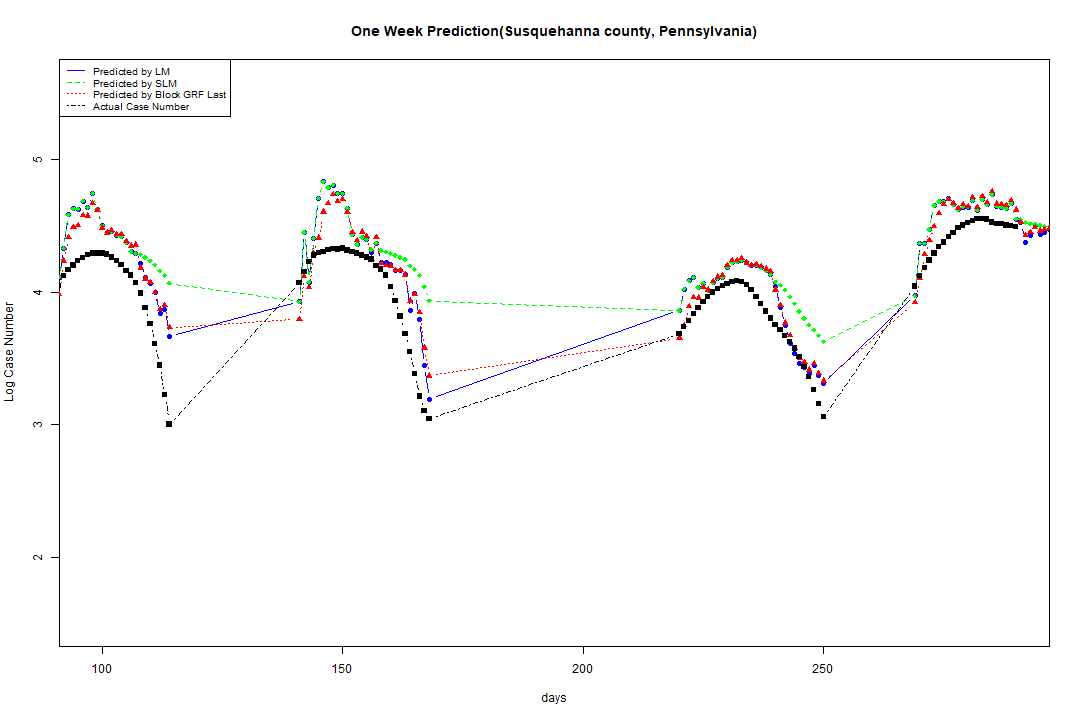 One Week Prediction(Susquehanna county, Pennsylvania)
Predicted by LM
Predicted by SLM
Predicted by Block GRF Last
Actual Case Number
5
4
3
2
Log Case Number
100 150 200 250
days